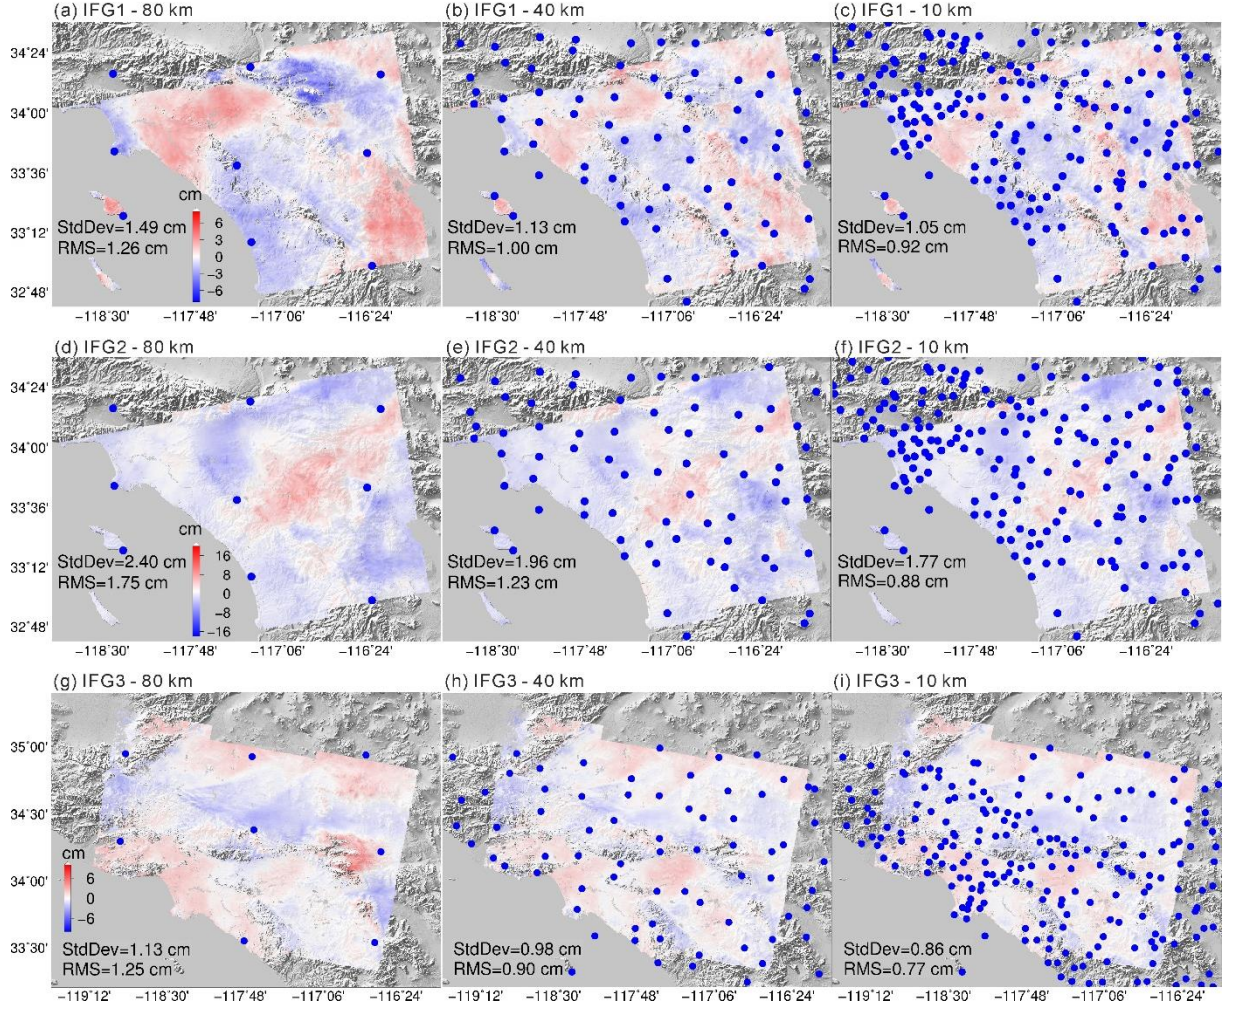 (a) IFG1 - 80 km
(b) IFG1 - 40 km
(c) IFG1 - 10 km
34˚24'
34˚00'
33˚36'
33˚12'
32˚48'
cm
6
3
0
−3
−6
StdDev=1.49 cm
RMS=1.26 cm
StdDev=1.13 cm
RMS=1.00 cm
StdDev=1.05 cm
RMS=0.92 cm
−118˚30' −117˚48' −117˚06' −116˚24'
−118˚30' −117˚48' −117˚06' −116˚24'
−118˚30' −117˚48' −117˚06' −116˚24'
(d) IFG2 - 80 km
(e) IFG2 - 40 km
(f) IFG2 - 10 km
34˚24'
34˚00'
33˚36'
33˚12'
32˚48'
cm
16
8
0
−8
−16
StdDev=2.40 cm
RMS=1.75 cm
StdDev=1.96 cm
RMS=1.23 cm
StdDev=1.77 cm
RMS=0.88 cm
−118˚30' −117˚48' −117˚06' −116˚24'
−118˚30' −117˚48' −117˚06' −116˚24'
−118˚30' −117˚48' −117˚06' −116˚24'
(g) IFG3 - 80 km
(h) IFG3 - 40 km
(i) IFG3 - 10 km
35˚00'
34˚30'
34˚00'
33˚30'
cm
6
0
−6
StdDev=1.13 cm
RMS=1.25 cm
StdDev=0.98 cm
RMS=0.90 cm
StdDev=0.86 cm
RMS=0.77 cm
−119˚12' −118˚30' −117˚48' −117˚06' −116˚24'
−119˚12' −118˚30' −117˚48' −117˚06' −116˚24'
−119˚12' −118˚30' −117˚48' −117˚06' −116˚24'